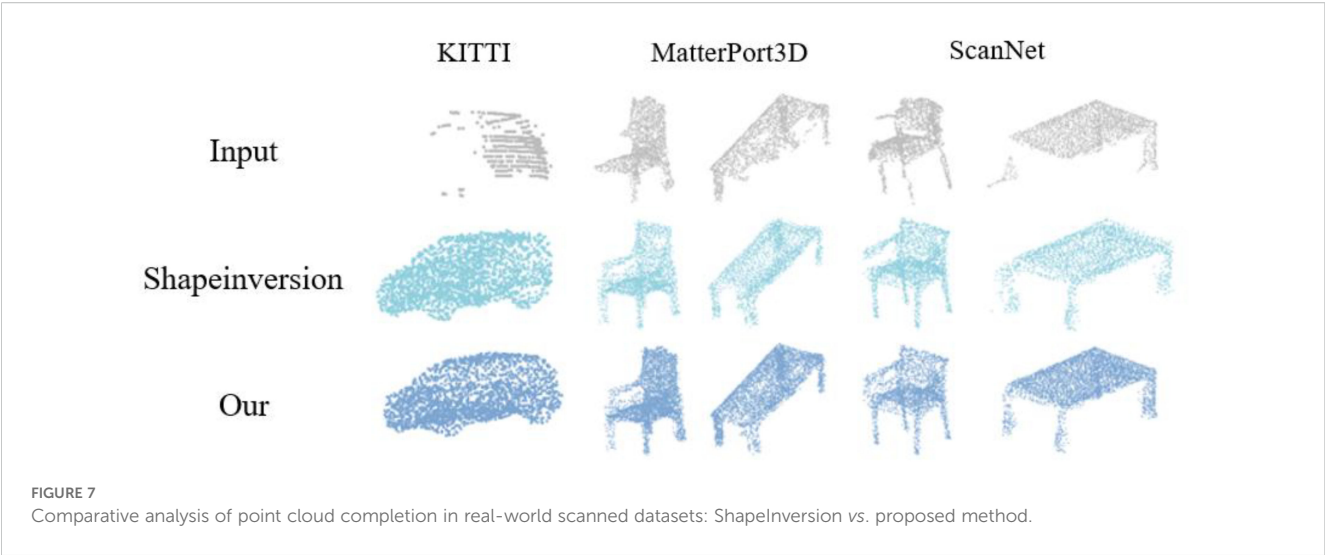 KITTI MatterPort3D ScanNet
Input
Shapeinversion
Our
FIGURE 7
Comparative analysis of point cloud completion in real-world scanned datasets: ShapeInversion vs. proposed method.